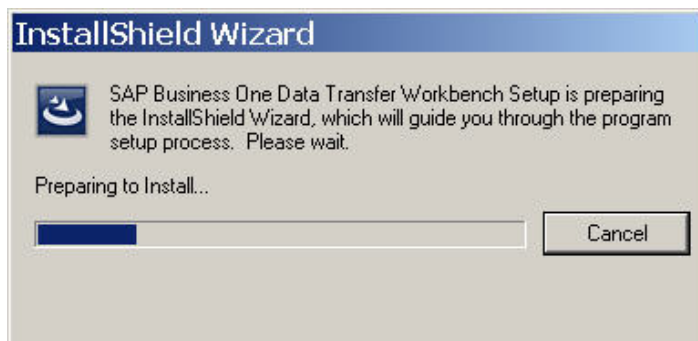 InstallShield Wizard
SAP Business One Data Transfer Workbench Setup is preparing
the InstallShield Wizard, which will guide you through the program
setup process.  Please wait.
Preparing to Install...
Cancel